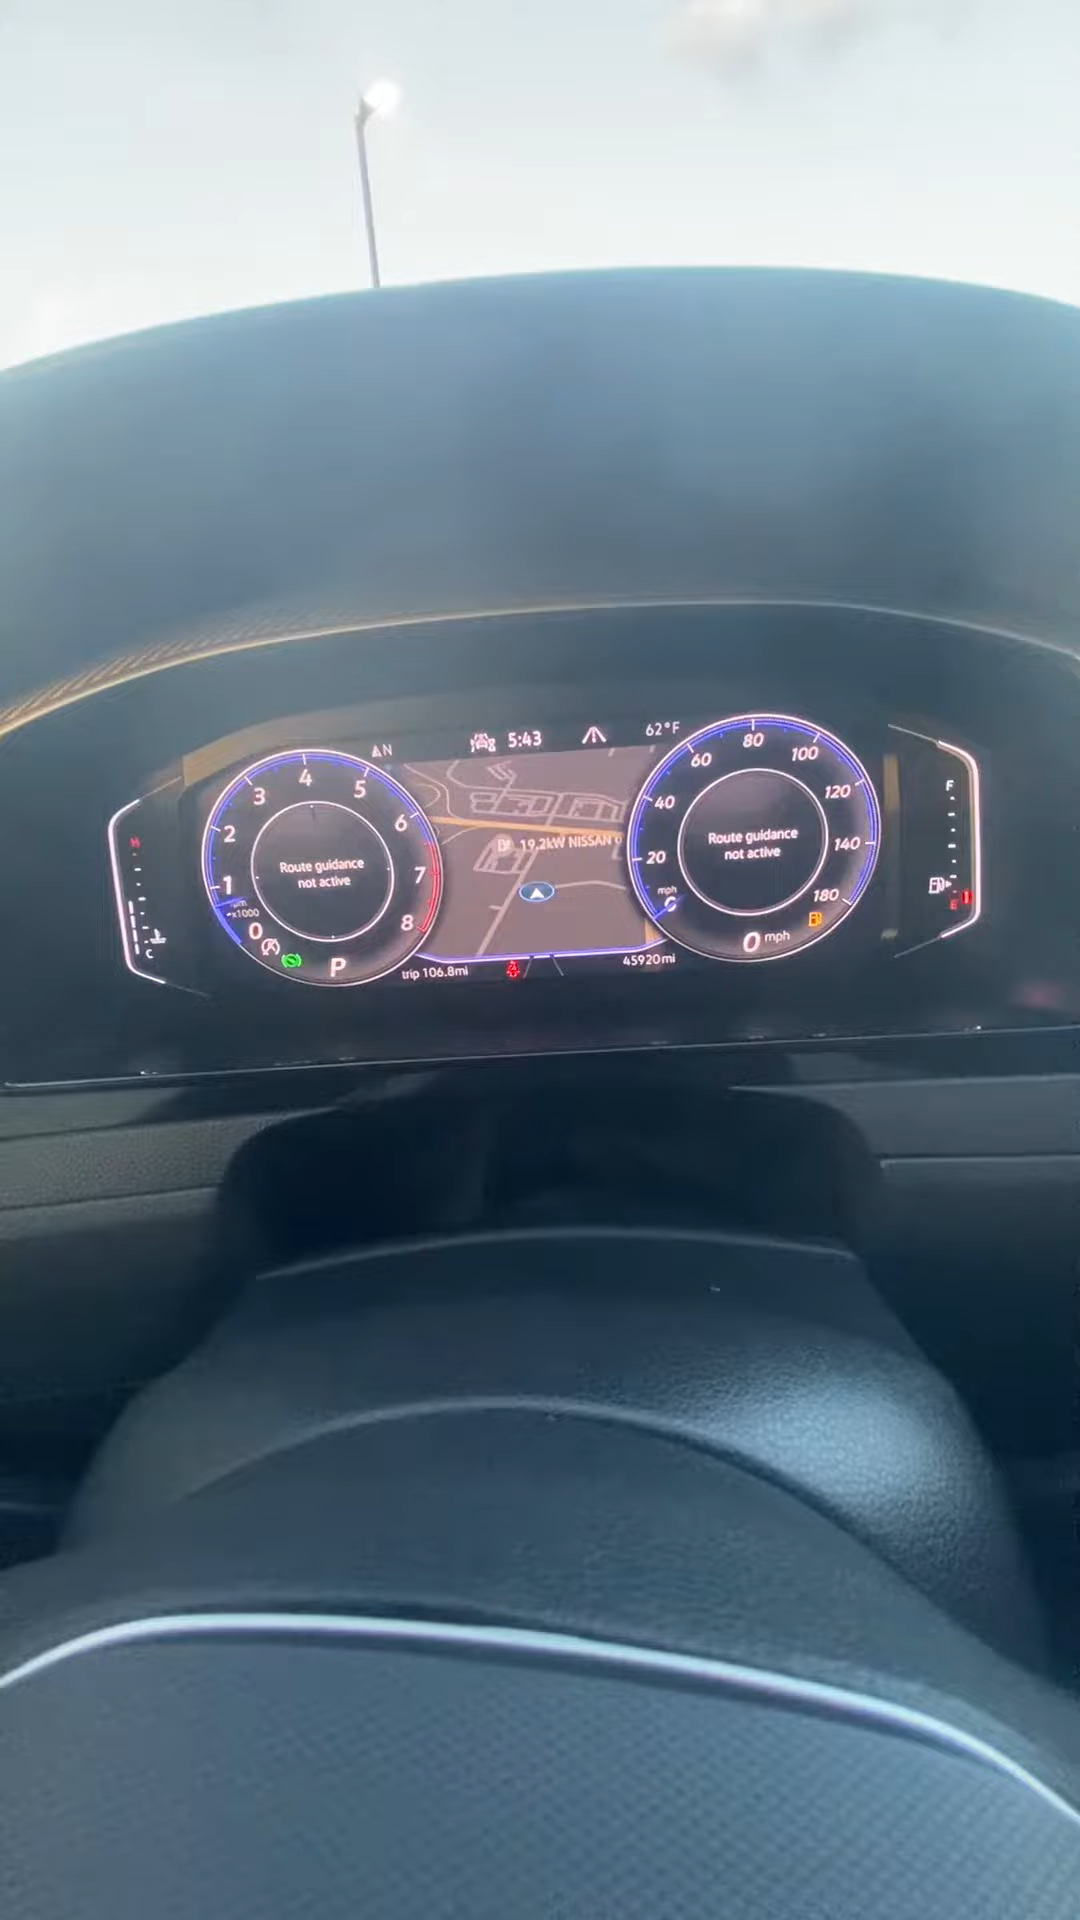 N
5:43
62°F
1
2
3
4
5
6
7
8
0
x1000
Route guidance
not active
P
H
C
19.2kW NISSAN
trip 106.8mi
45920mi
20
40
60
80
100
120
140
180
mph
Route guidance
not active
0 mph
F
E